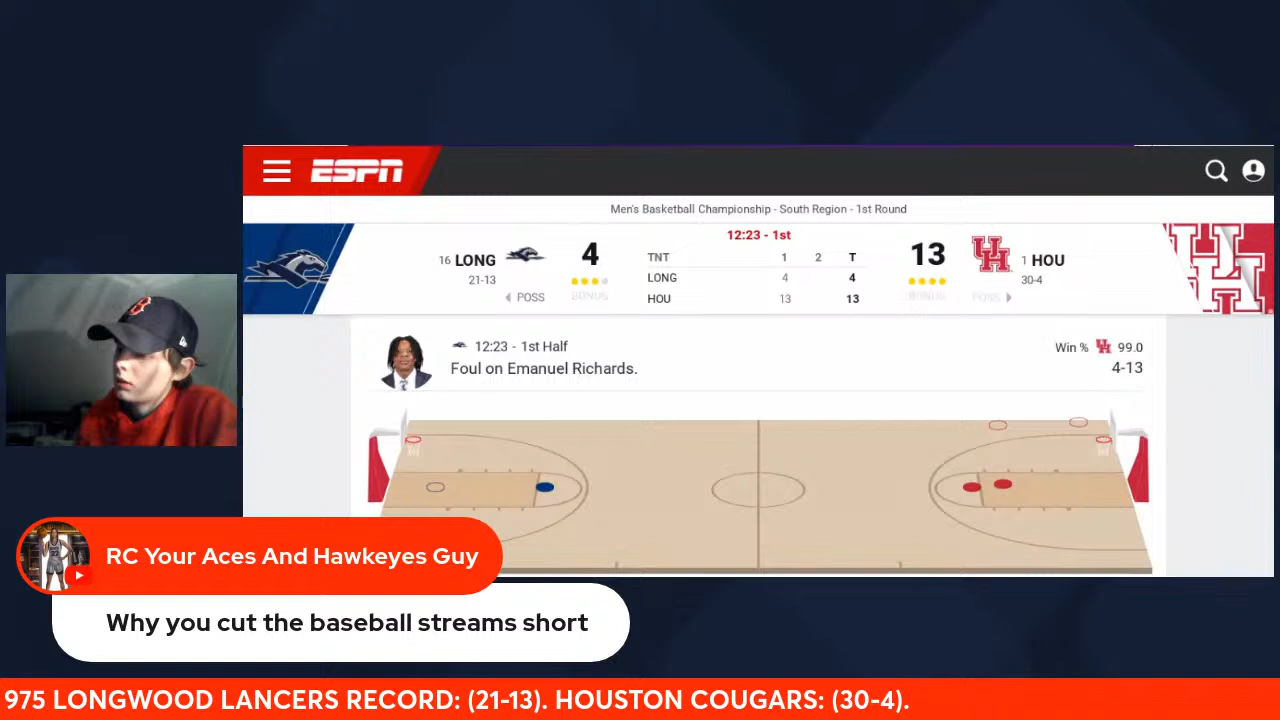 ESPN
Men's Basketball Championship - South Region - 1st Round
12:23 - 1st
16 LONG
21-13
POSS
4
BONUS
TNT 1 2 T
LONG 4 4
HOU 13 13
13
BONUS
1 HOU
30-4
POSS
12:23 - 1st Half
Foul on Emanuel Richards.
Win % 99.0
4-13
RC Your Aces And Hawkeyes Guy
Why you cut the baseball streams short
975 LONGWOOD LANCERS RECORD: (21-13). HOUSTON COUGARS: (30-4).